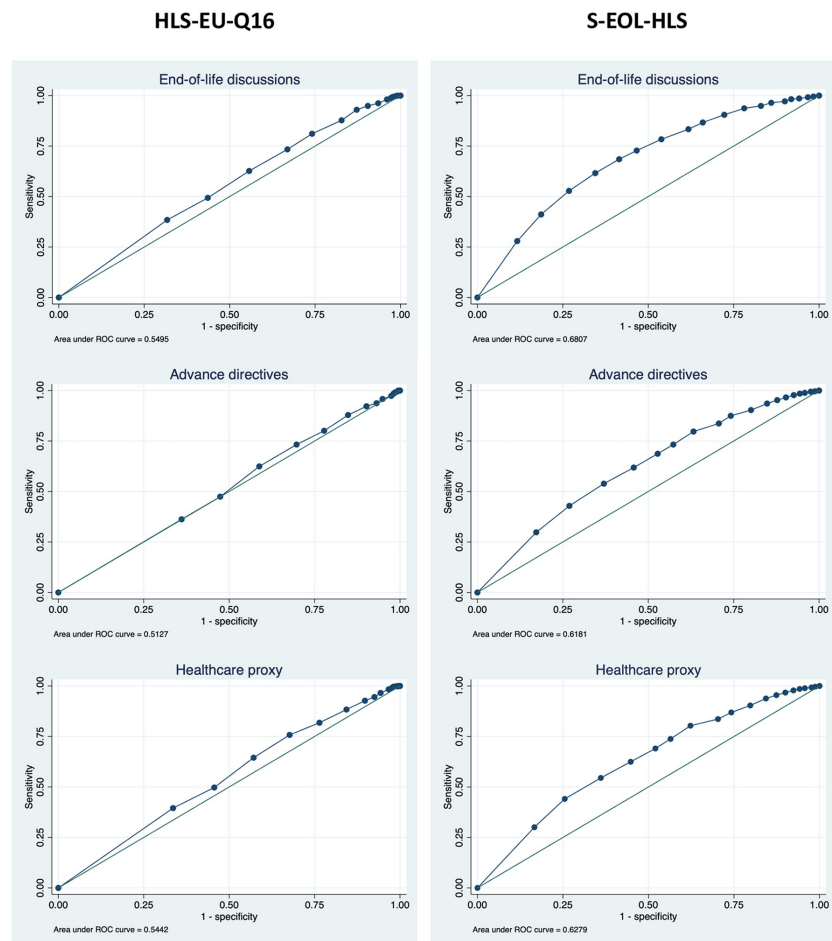 HLS-EU-Q16
S-EOL-HLS
End-of-life discussions
1.00
0.75
0.50
0.25
0.00
Sensitivity
0.00 0.25 0.50 0.75 1.00
1 - specificity
Area under ROC curve = 0.5495
End-of-life discussions
1.00
0.75
0.50
0.25
0.00
Sensitivity
0.00 0.25 0.50 0.75 1.00
1 - specificity
Area under ROC curve = 0.6807
Advance directives
1.00
0.75
0.50
0.25
0.00
Sensitivity
0.00 0.25 0.50 0.75 1.00
1 - specificity
Area under ROC curve = 0.5127
Advance directives
1.00
0.75
0.50
0.25
0.00
Sensitivity
0.00 0.25 0.50 0.75 1.00
1 - specificity
Area under ROC curve = 0.6181
Healthcare proxy
1.00
0.75
0.50
0.25
0.00
Sensitivity
0.00 0.25 0.50 0.75 1.00
1 - specificity
Area under ROC curve = 0.5442
Healthcare proxy
1.00
0.75
0.50
0.25
0.00
Sensitivity
0.00 0.25 0.50 0.75 1.00
1 - specificity
Area under ROC curve = 0.6279